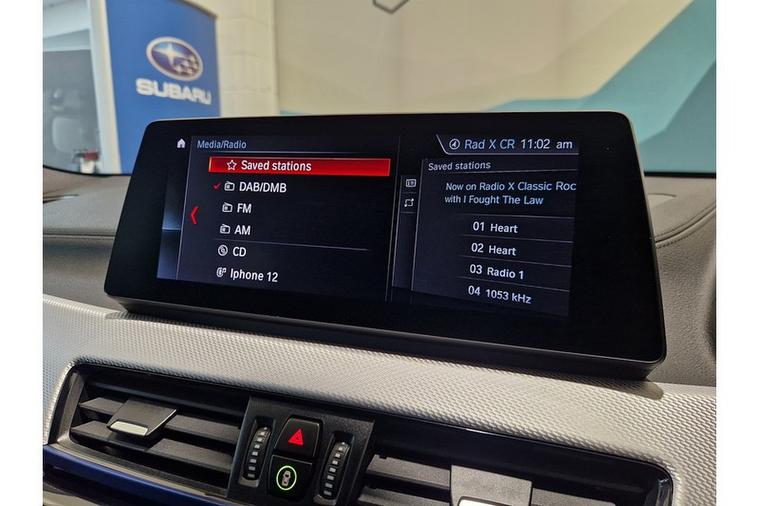 SUBARU
Media/Radio
Rad X CR 11:02 am
Saved stations
DAB/DMB
FM
AM
CD
Iphone 12
Saved stations
Now on Radio X Classic Roc
with I Fought The Law
01 Heart
02 Heart
03 Radio 1
04 1053 kHz